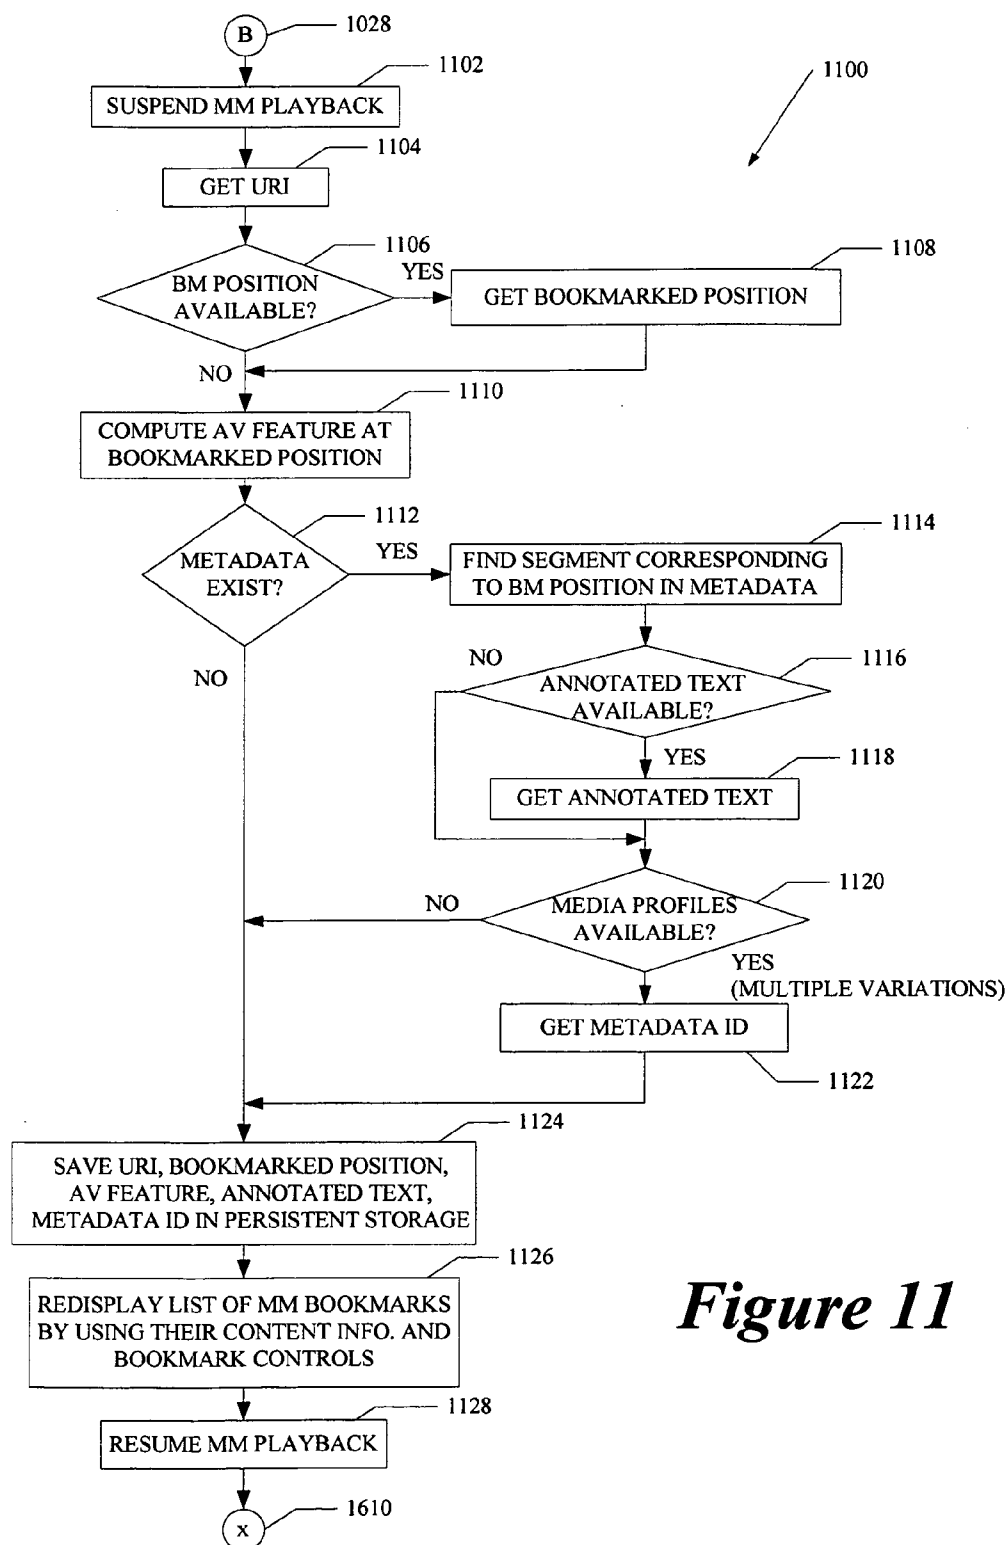 B
1028
1102
SUSPEND MM PLAYBACK
1100
1104
GET URI
1106
BM POSITION
AVAILABLE?
YES
1108
GET BOOKMARKED POSITION
NO
1110
COMPUTE AV FEATURE AT
BOOKMARKED POSITION
1112
METADATA
EXIST?
YES
1114
FIND SEGMENT CORRESPONDING
TO BM POSITION IN METADATA
NO
NO
1116
ANNOTATED TEXT
AVAILABLE?
YES
1118
GET ANNOTATED TEXT
1120
NO
MEDIA PROFILES
AVAILABLE?
YES
(MULTIPLE VARIATIONS)
GET METADATA ID
1122
1124
SAVE URI, BOOKMARKED POSITION,
AV FEATURE, ANNOTATED TEXT,
METADATA ID IN PERSISTENT STORAGE
1126
REDISPLAY LIST OF MM BOOKMARKS
BY USING THEIR CONTENT INFO. AND
BOOKMARK CONTROLS
Figure 11
1128
RESUME MM PLAYBACK
x
1610